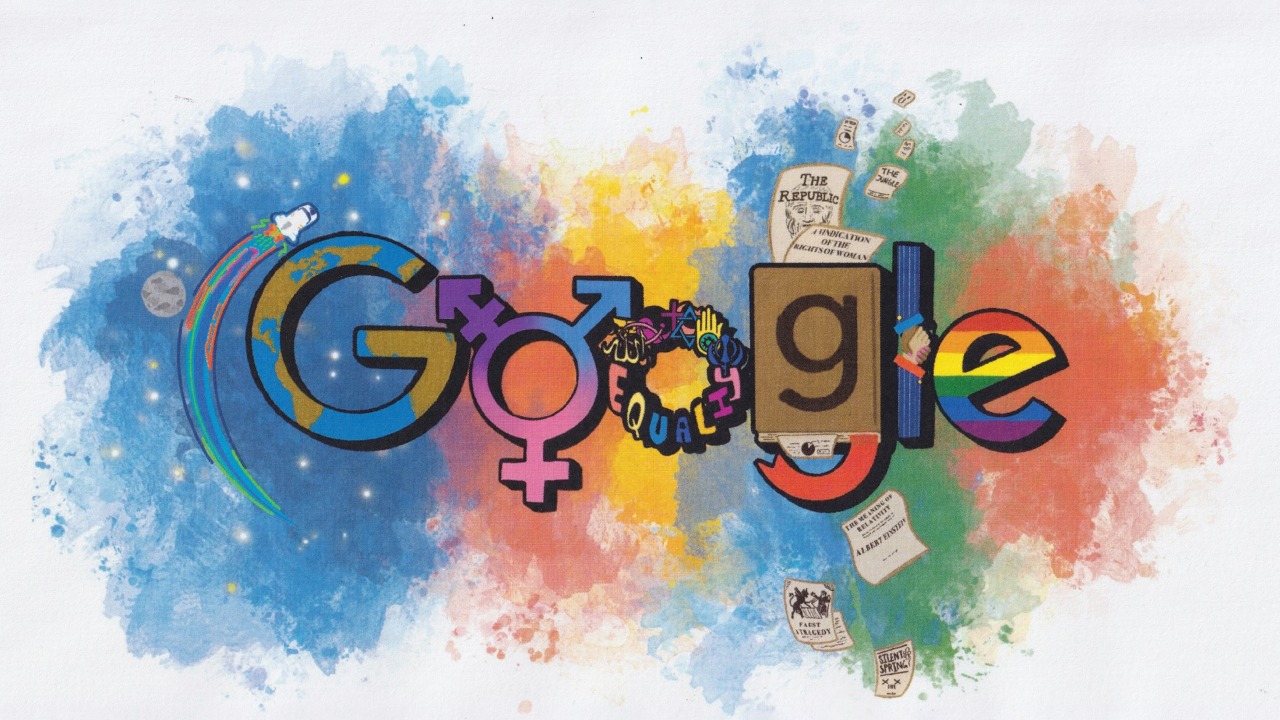 THE
REPUBLIC
A VINDICATION
OF THE
RIGHTS OF WOMAN
THE
JUNGLE
Google
الله
EQUALITY
THE MEANING OF
RELATIVITY
ALBERT EINSTEIN
FAUST
A TRAGEDY
SILENT
SPRING